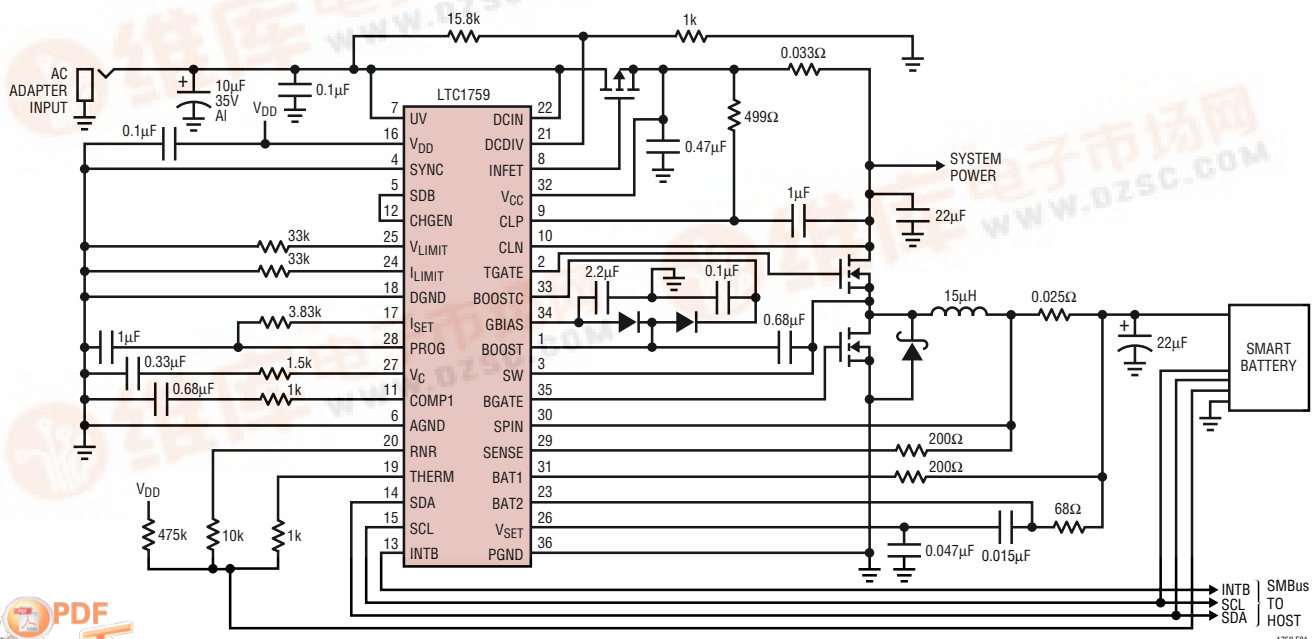 15.8k
1k
0.033Ω
AC
ADAPTER
INPUT
+
10µF
35V
Al
0.1µF
VDD
0.1µF
LTC1759
7 UV
16 VDD
4 SYNC
5 SDB
12 CHGEN
25 VLIMIT
24 ILIMIT
18 DGND
17 ISET
28 PROG
27 VC
11 COMP1
6 AGND
20 RNR
19 THERM
14 SDA
15 SCL
13 INTB
DCIN 22
DCDIV 21
INFET 8
VCC 32
CLP 9
CLN 10
TGATE 2
BOOSTC 33
GBIAS 34
BOOST 1
SW 3
BGATE 35
SPIN 30
SENSE 29
BAT1 31
BAT2 23
VSET 26
PGND 36
33k
33k
3.83k
1µF
0.33µF
1.5k
0.68µF
1k
VDD
475k
10k
1k
499Ω
0.47µF
SYSTEM
POWER
1µF
22µF
2.2µF
0.1µF
0.68µF
15µH
0.025Ω
+
22µF
SMART
BATTERY
200Ω
200Ω
68Ω
0.047µF
0.015µF
INTB
SCL
SDA
SMBus
TO
HOST
维库电子市场网
WWW.DZSC.COM
PDF